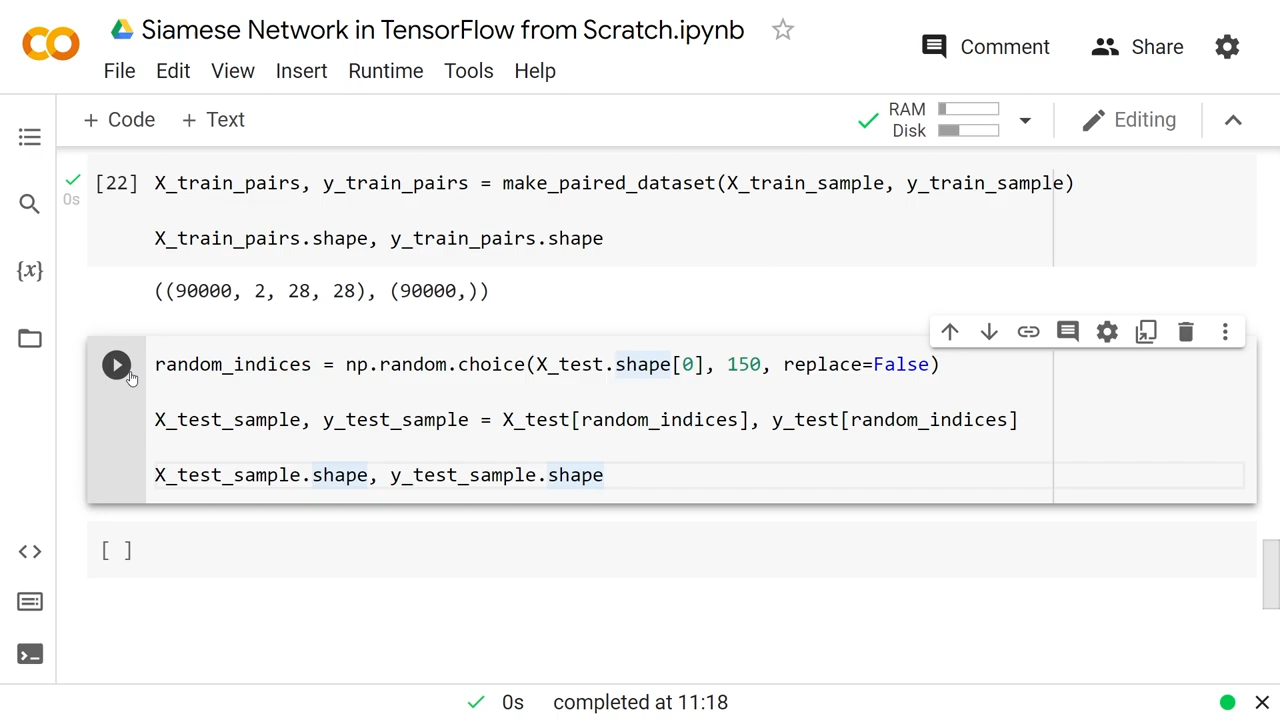 Siamese Network in TensorFlow from Scratch.ipynb
File Edit View Insert Runtime Tools Help
Comment Share
+ Code + Text
RAM
Disk
Editing
0s
[22] X_train_pairs, y_train_pairs = make_paired_dataset(X_train_sample, y_train_sample)
X_train_pairs.shape, y_train_pairs.shape
((90000, 2, 28, 28), (90000,))
{x}
random_indices = np.random.choice(X_test.shape[0], 150, replace=False)
X_test_sample, y_test_sample = X_test[random_indices], y_test[random_indices]
X_test_sample.shape, y_test_sample.shape
[ ]
0s completed at 11:18